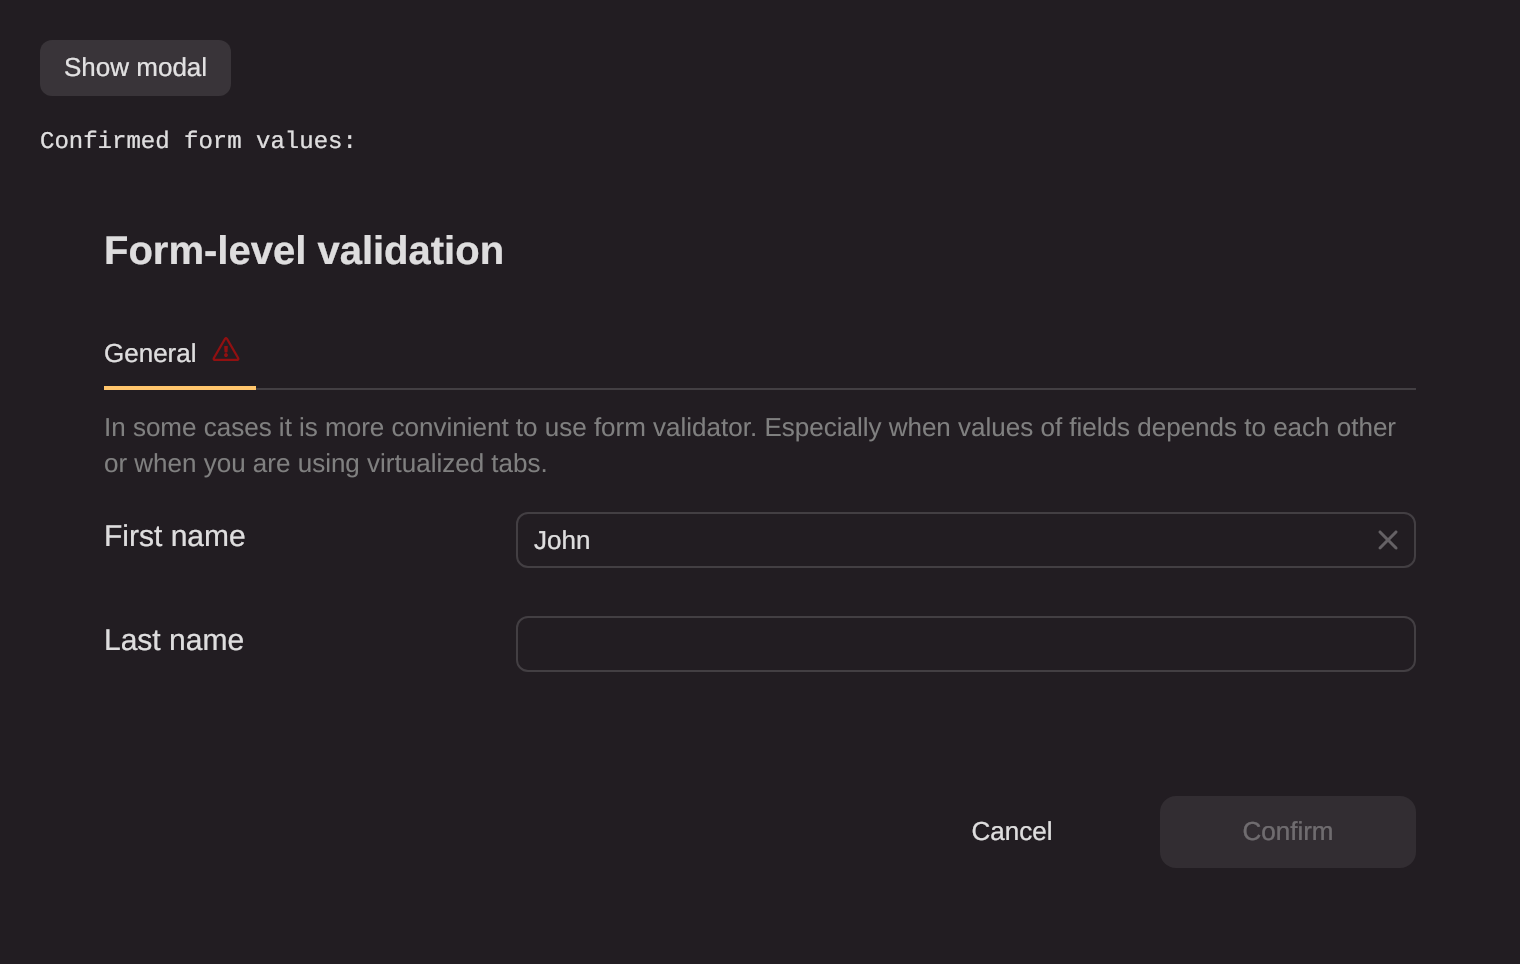 Show modal
Confirmed form values:
Form-level validation
General
In some cases it is more convinient to use form validator. Especially when values of fields depends to each other
or when you are using virtualized tabs.
First name
John
Last name
Cancel
Confirm